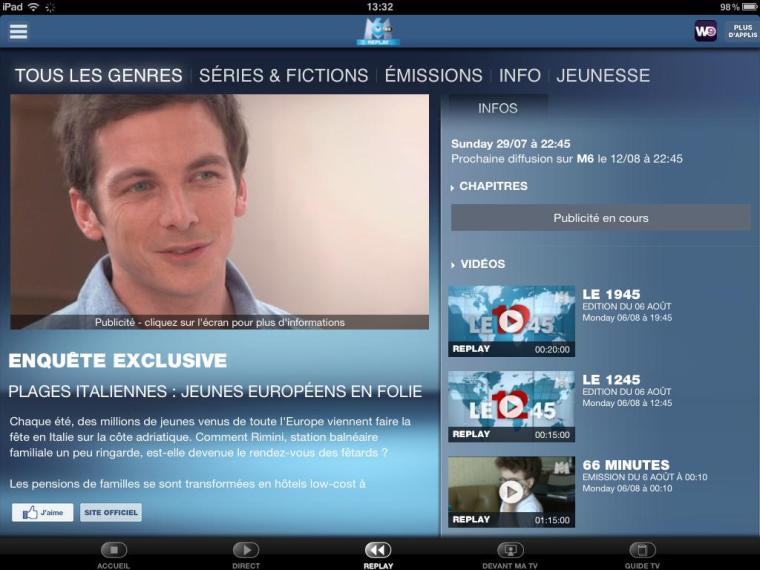 iPad 13:32 98 %
M6 REPLAY
W9 PLUS
D'APPLIS
TOUS LES GENRES SÉRIES & FICTIONS ÉMISSIONS INFO JEUNESSE
Publicité - cliquez sur l'écran pour plus d'informations
ENQUÊTE EXCLUSIVE
PLAGES ITALIENNES : JEUNES EUROPÉENS EN FOLIE
Chaque été, des millions de jeunes venus de toute l'Europe viennent faire la
fête en Italie sur la côte adriatique. Comment Rimini, station balnéaire
familiale un peu ringarde, est-elle devenue le rendez-vous des fêtards ?
Les pensions de familles se sont transformées en hôtels low-cost à
J'aime SITE OFFICIEL
INFOS
Sunday 29/07 à 22:45
Prochaine diffusion sur M6 le 12/08 à 22:45
CHAPITRES
Publicité en cours
VIDÉOS
LE 12 45
REPLAY 00:20:00
LE 1945
EDITION DU 06 AOÛT
Monday 06/08 à 19:45
LE 12 45
REPLAY 00:15:00
LE 1245
EDITION DU 06 AOÛT
Monday 06/08 à 12:45
M6
REPLAY 01:15:00
66 MINUTES
EMISSION DU 6 AOÛT À 00:10
Monday 06/08 à 00:10
ACCUEIL DIRECT REPLAY DEVANT MA TV GUIDE TV